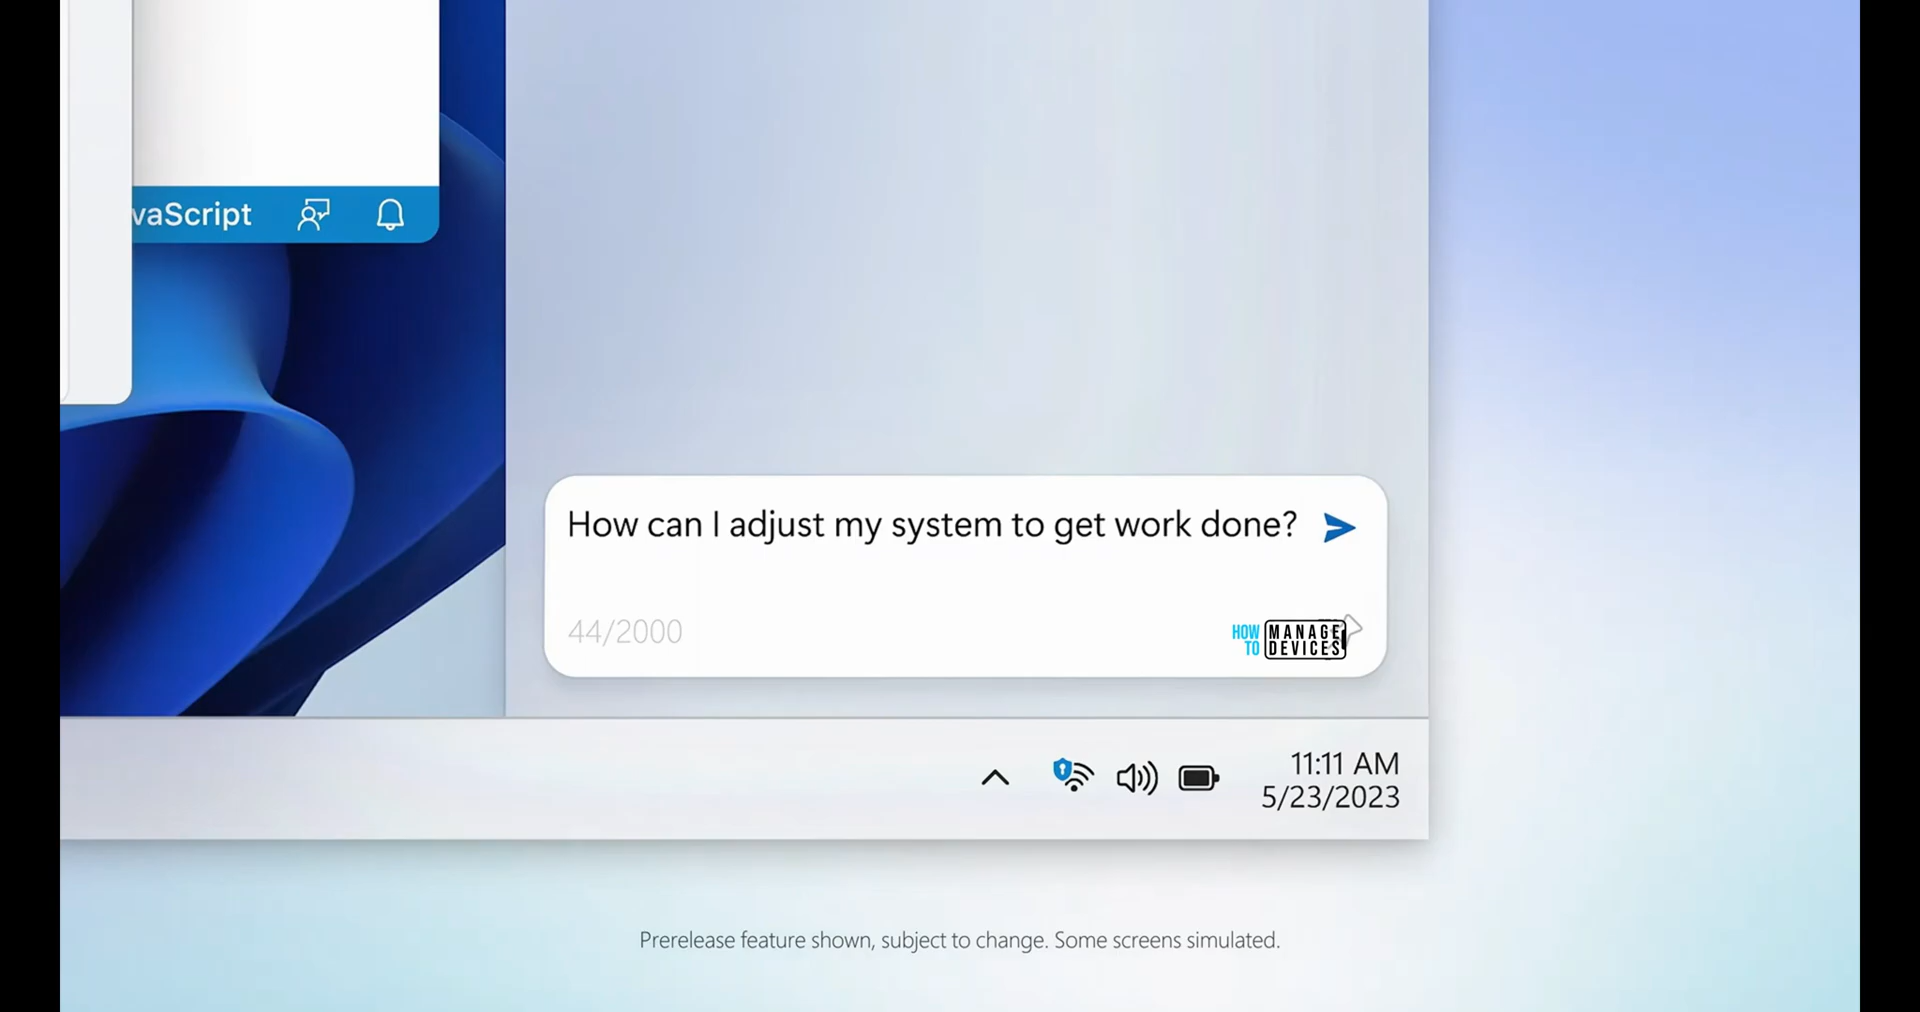 vaScript
How can I adjust my system to get work done?
44/2000
HOW TO MANAGE DEVICES
11:11 AM
5/23/2023
Prerelease feature shown, subject to change. Some screens simulated.